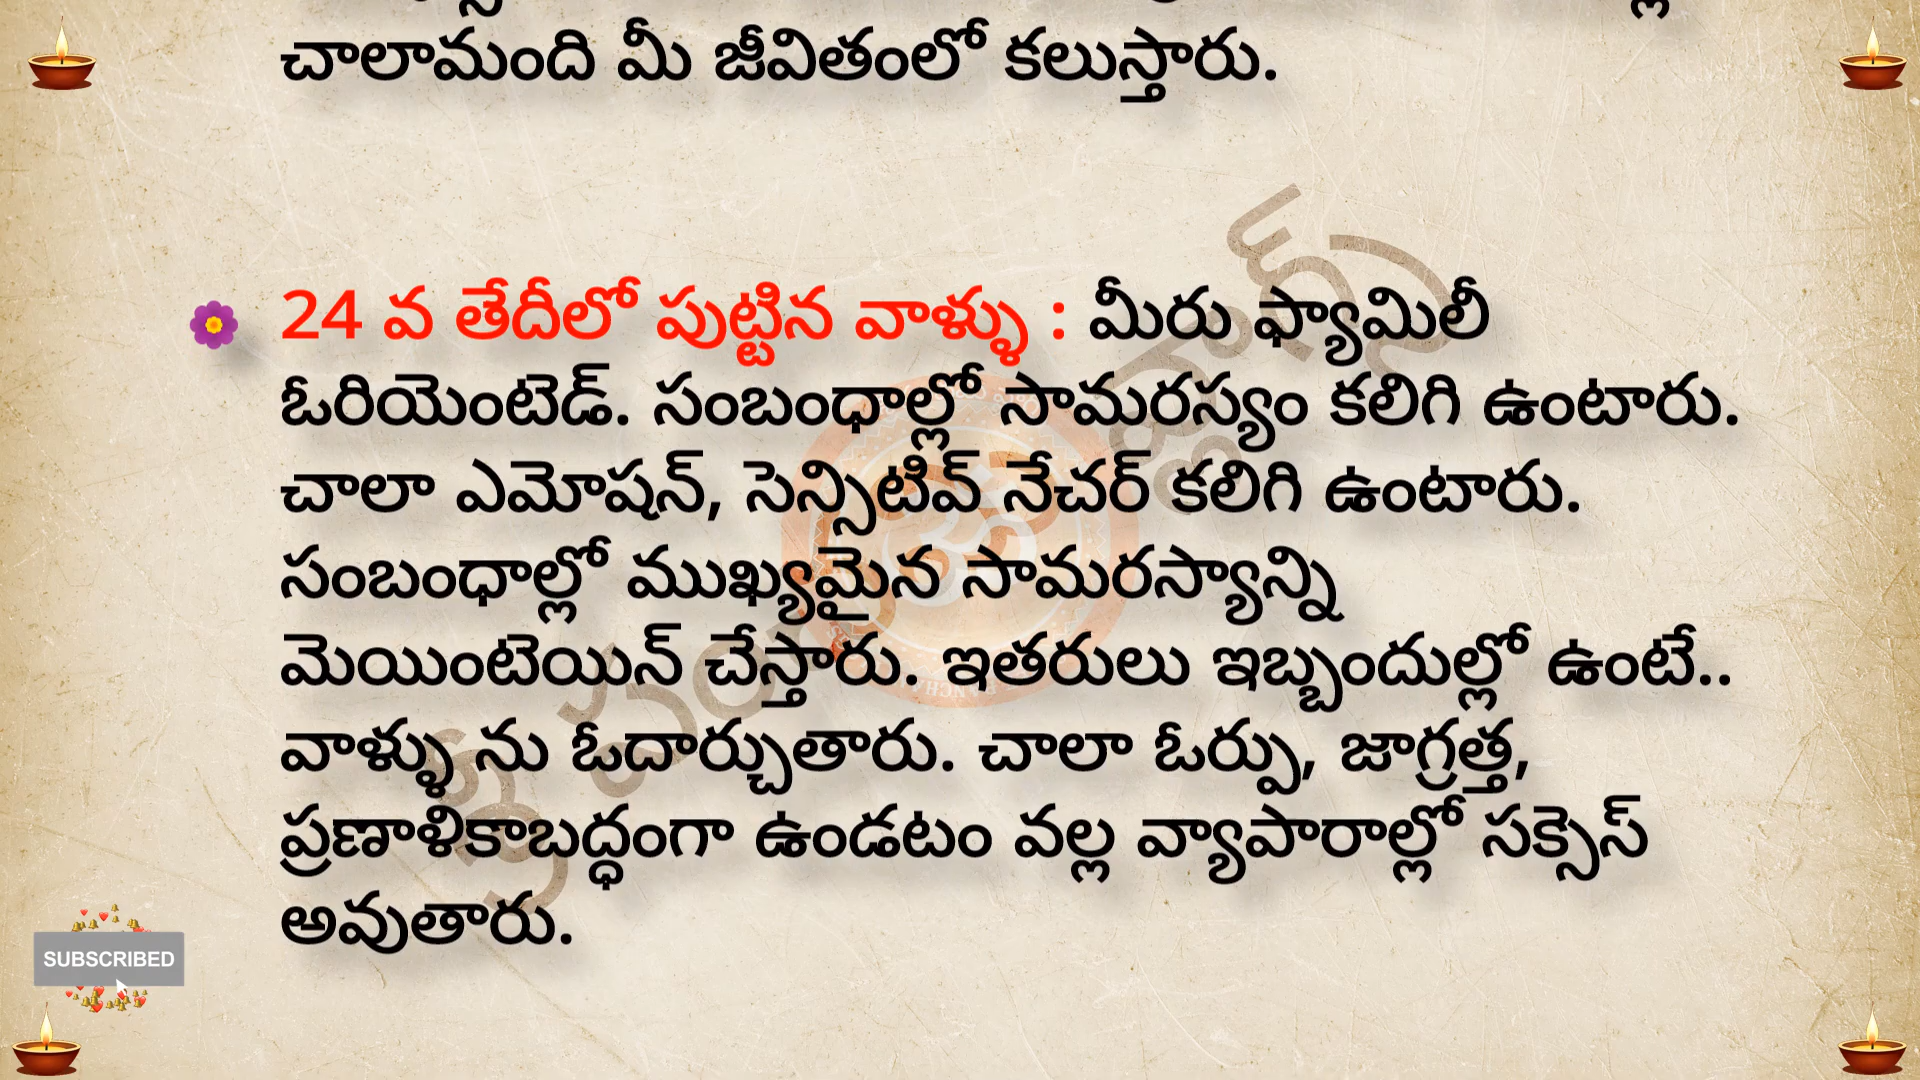 చాలామంది మీ జీవితంలో కలుస్తారు.
24 వ తేదీలో పుట్టిన వాళ్ళు : మీరు ఫ్యామిలీ
ఓరియెంటెడ్. సంబంధాల్లో సామరస్యం కలిగి ఉంటారు.
చాలా ఎమోషన్, సెన్సిటివ్ నేచర్ కలిగి ఉంటారు.
సంబంధాల్లో ముఖ్యమైన సామరస్యాన్ని
మెయింటెయిన్ చేస్తారు. ఇతరులు ఇబ్బందుల్లో ఉంటే..
వాళ్ళు ను ఓదార్చుతారు. చాలా ఓర్పు, జాగ్రత్త,
ప్రణాళికాబద్ధంగా ఉండటం వల్ల వ్యాపారాల్లో సక్సెస్
అవుతారు.
SUBSCRIBED